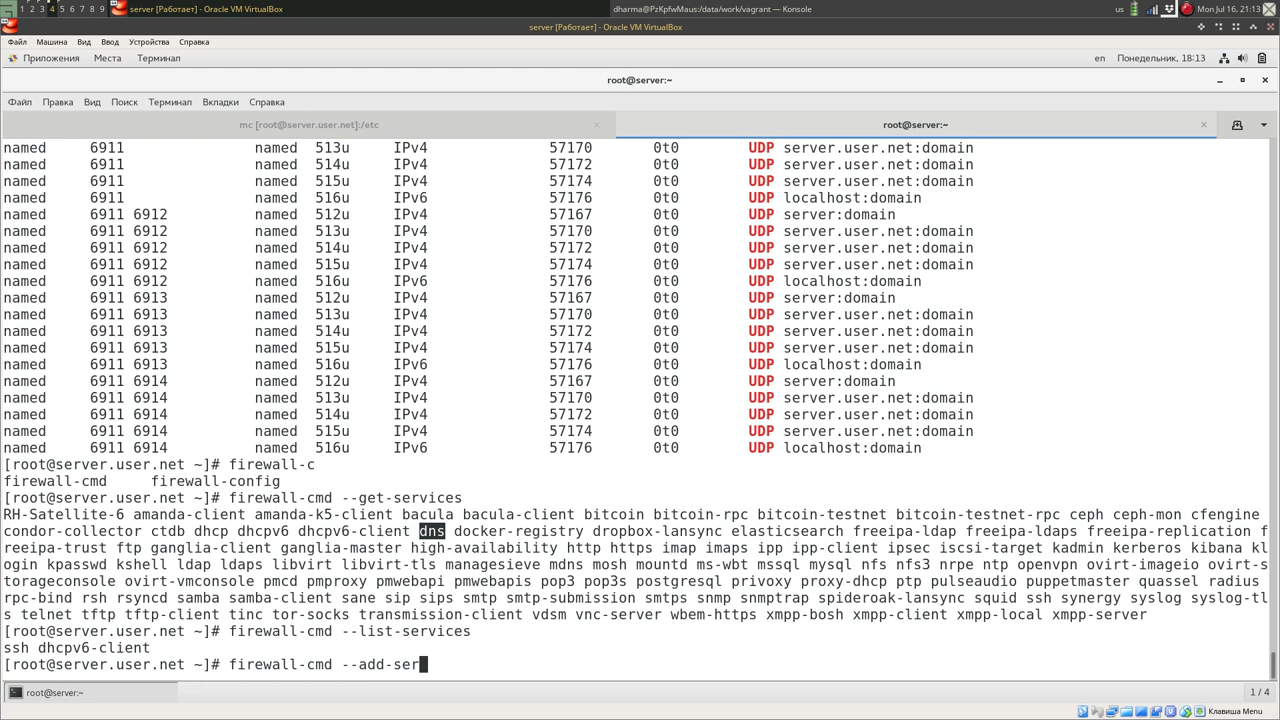 1 2 3 4 5 6 7 8 9 server [Работает] - Oracle VM VirtualBox dharma@PzKpfwMaus:/data/work/vagrant — Konsole us Mon Jul 16, 21:13
server [Работает] - Oracle VM VirtualBox
Файл Машина Вид Ввод Устройства Справка
Приложения Места Терминал en Понедельник, 18:13
root@server:~
Файл Правка Вид Поиск Терминал Вкладки Справка
mc [root@server.user.net]:/etc root@server:~
named 6911 named 513u IPv4 57170 0t0 UDP server.user.net:domain
named 6911 named 514u IPv4 57172 0t0 UDP server.user.net:domain
named 6911 named 515u IPv4 57174 0t0 UDP server.user.net:domain
named 6911 named 516u IPv6 57176 0t0 UDP localhost:domain
named 6911 6912 named 512u IPv4 57167 0t0 UDP server:domain
named 6911 6912 named 513u IPv4 57170 0t0 UDP server.user.net:domain
named 6911 6912 named 514u IPv4 57172 0t0 UDP server.user.net:domain
named 6911 6912 named 515u IPv4 57174 0t0 UDP server.user.net:domain
named 6911 6912 named 516u IPv6 57176 0t0 UDP localhost:domain
named 6911 6913 named 512u IPv4 57167 0t0 UDP server:domain
named 6911 6913 named 513u IPv4 57170 0t0 UDP server.user.net:domain
named 6911 6913 named 514u IPv4 57172 0t0 UDP server.user.net:domain
named 6911 6913 named 515u IPv4 57174 0t0 UDP server.user.net:domain
named 6911 6913 named 516u IPv6 57176 0t0 UDP localhost:domain
named 6911 6914 named 512u IPv4 57167 0t0 UDP server:domain
named 6911 6914 named 513u IPv4 57170 0t0 UDP server.user.net:domain
named 6911 6914 named 514u IPv4 57172 0t0 UDP server.user.net:domain
named 6911 6914 named 515u IPv4 57174 0t0 UDP server.user.net:domain
named 6911 6914 named 516u IPv6 57176 0t0 UDP localhost:domain
[root@server.user.net ~]# firewall-c
firewall-cmd firewall-config
[root@server.user.net ~]# firewall-cmd --get-services
RH-Satellite-6 amanda-client amanda-k5-client bacula bacula-client bitcoin bitcoin-rpc bitcoin-testnet bitcoin-testnet-rpc ceph ceph-mon cfengine
condor-collector ctdb dhcp dhcpv6 dhcpv6-client dns docker-registry dropbox-lansync elasticsearch freeipa-ldap freeipa-ldaps freeipa-replication f
reeipa-trust ftp ganglia-client ganglia-master high-availability http https imap imaps ipp ipp-client ipsec iscsi-target kadmin kerberos kibana kl
ogin kpasswd kshell ldap ldaps libvirt libvirt-tls managesieve mdns mosh mountd ms-wbt mssql mysql nfs nfs3 nrpe ntp openvpn ovirt-imageio ovirt-s
torageconsole ovirt-vmconsole pmcd pmproxy pmwebapi pmwebapis pop3 pop3s postgresql privoxy proxy-dhcp ptp pulseaudio puppetmaster quassel radius
rpc-bind rsh rsyncd samba samba-client sane sip sips smtp smtp-submission smtps snmp snmptrap spideroak-lansync squid ssh synergy syslog syslog-tl
s telnet tftp tftp-client tinc tor-socks transmission-client vdsm vnc-server wbem-https xmpp-bosh xmpp-client xmpp-local xmpp-server
[root@server.user.net ~]# firewall-cmd --list-services
ssh dhcpv6-client
[root@server.user.net ~]# firewall-cmd --add-ser
root@server:~ 1 / 4
Клавиша Menu